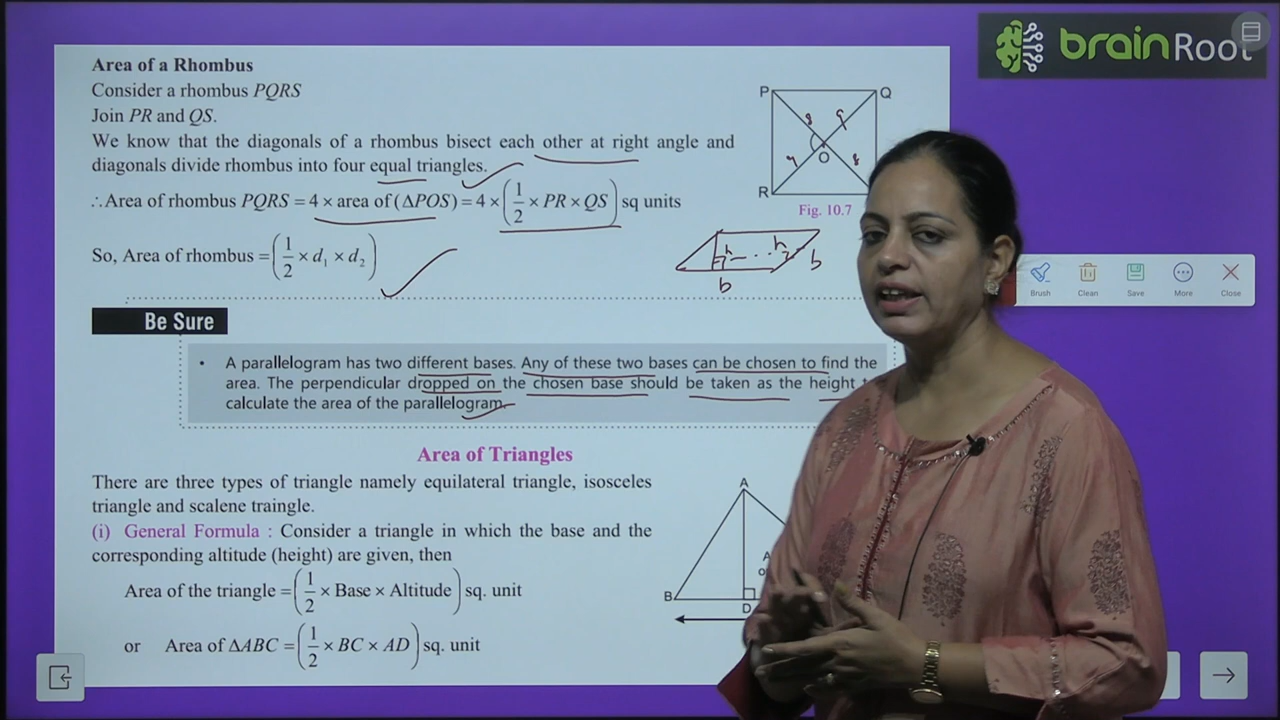 brainRoot
Area of a Rhombus
Consider a rhombus PQRS
Join PR and QS.
We know that the diagonals of a rhombus bisect each other at right angle and
diagonals divide rhombus into four equal triangles.
∴Area of rhombus PQRS = 4 × area of (ΔPOS) = 4 × (1/2 × PR × QS) sq units
So, Area of rhombus = (1/2 × d₁ × d₂)
P
Q
O
R
Fig. 10.7
h
h
b
b
Brush
Clean
Save
More
Close
Be Sure
• A parallelogram has two different bases. Any of these two bases can be chosen to find the
area. The perpendicular dropped on the chosen base should be taken as the height
calculate the area of the parallelogram.
Area of Triangles
There are three types of triangle namely equilateral triangle, isosceles
triangle and scalene traingle.
(i) General Formula : Consider a triangle in which the base and the
corresponding altitude (height) are given, then
Area of the triangle = (1/2 × Base × Altitude) sq. unit
or Area of ΔABC = (1/2 × BC × AD) sq. unit
A
B
D